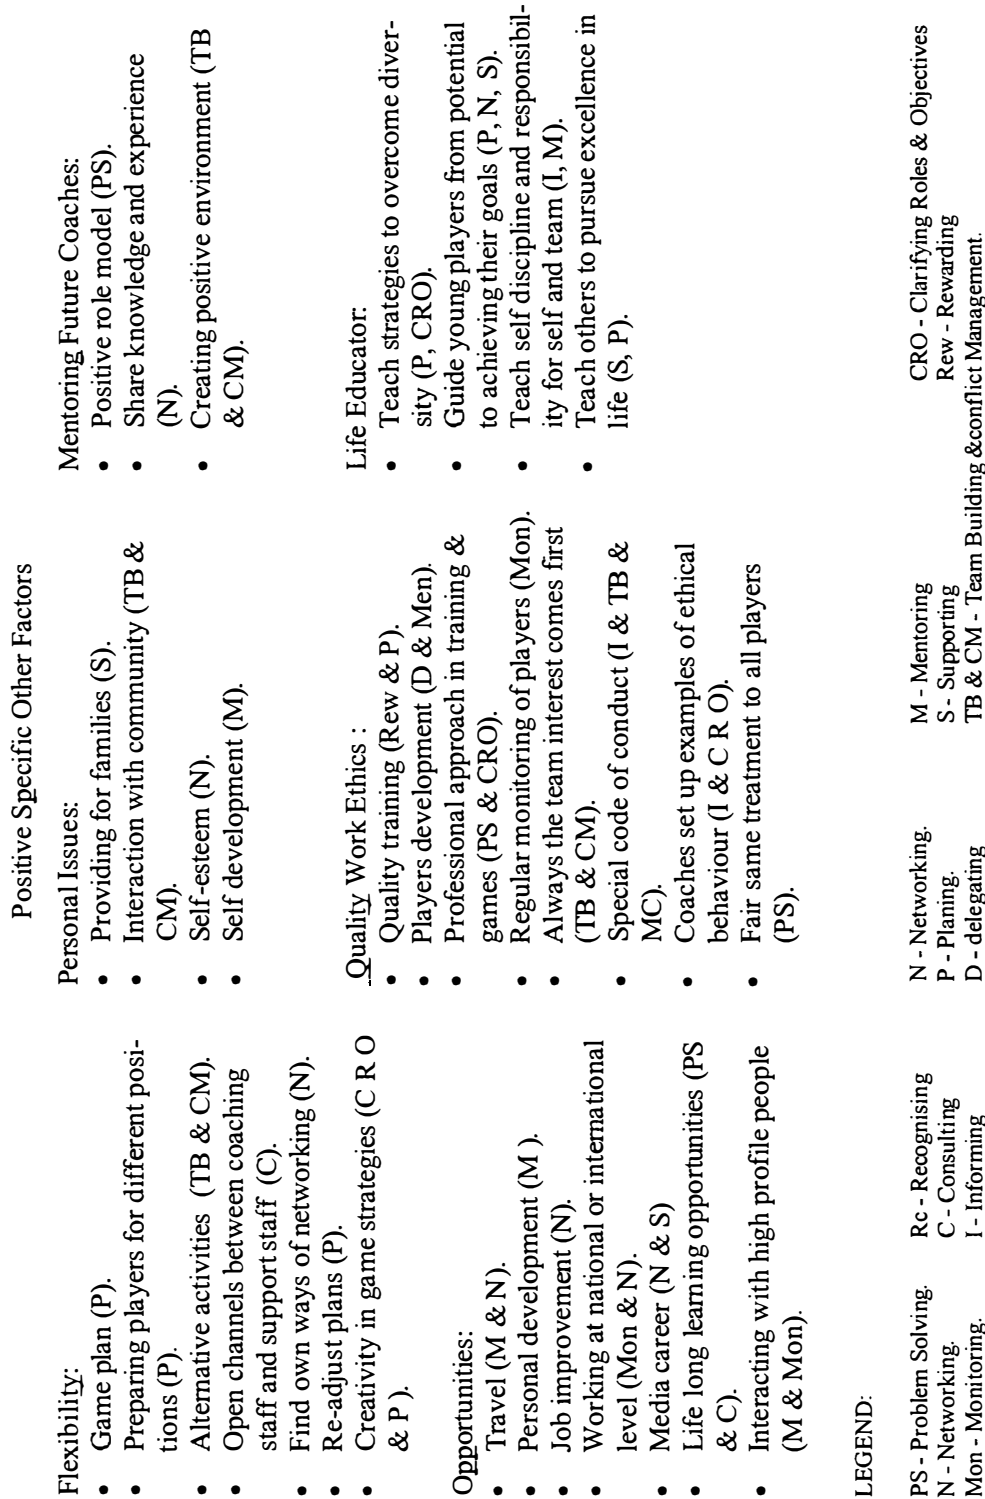 Positive Specific Other Factors
Flexibility:
• Game plan (P).
• Preparing players for different posi-
tions (P).
• Alternative activities (TB & CM).
• Open channels between coaching
staff and support staff (C).
• Find own ways of networking (N).
• Re-adjust plans (P).
• Creativity in game strategies (C R O
& P ).
Opportunities:
• Travel (M & N).
• Personal development (M ).
• Job improvement (N).
• Working at national or international
level (Mon & N).
• Media career (N & S)
• Life long learning opportunities (PS
& C).
• Interacting with high profile people
(M & Mon).
Personal Issues:
• Providing for families (S).
• Interaction with community (TB &
CM).
• Self-esteem (N).
• Self development (M).
Quality Work Ethics :
• Quality training (Rew & P).
• Players development (D & Men).
• Professional approach in training &
games (PS & CRO).
• Regular monitoring of players (Mon).
• Always the team interest comes first
(TB & CM).
• Special code of conduct (I & TB &
MC).
• Coaches set up examples of ethical
behaviour (I & C R O).
• Fair same treatment to all players
(PS).
Mentoring Future Coaches:
• Positive role model (PS).
• Share knowledge and experience
(N).
• Creating positive environment (TB
& CM).
Life Educator:
• Teach strategies to overcome diver-
sity (P, CRO).
• Guide young players from potential
to achieving their goals (P, N, S).
• Teach self discipline and responsibil-
ity for self and team (I, M).
• Teach others to pursue excellence in
life (S, P).
LEGEND:
PS - Problem Solving.
N - Networking.
Mon - Monitoring.
Rc - Recognising
C - Consulting
I - Informing
N - Networking.
P - Planing.
D - delegating
M - Mentoring
S - Supporting
TB & CM - Team Building &conflict Management.
CRO - Clarifying Roles & Objectives
Rew - Rewarding